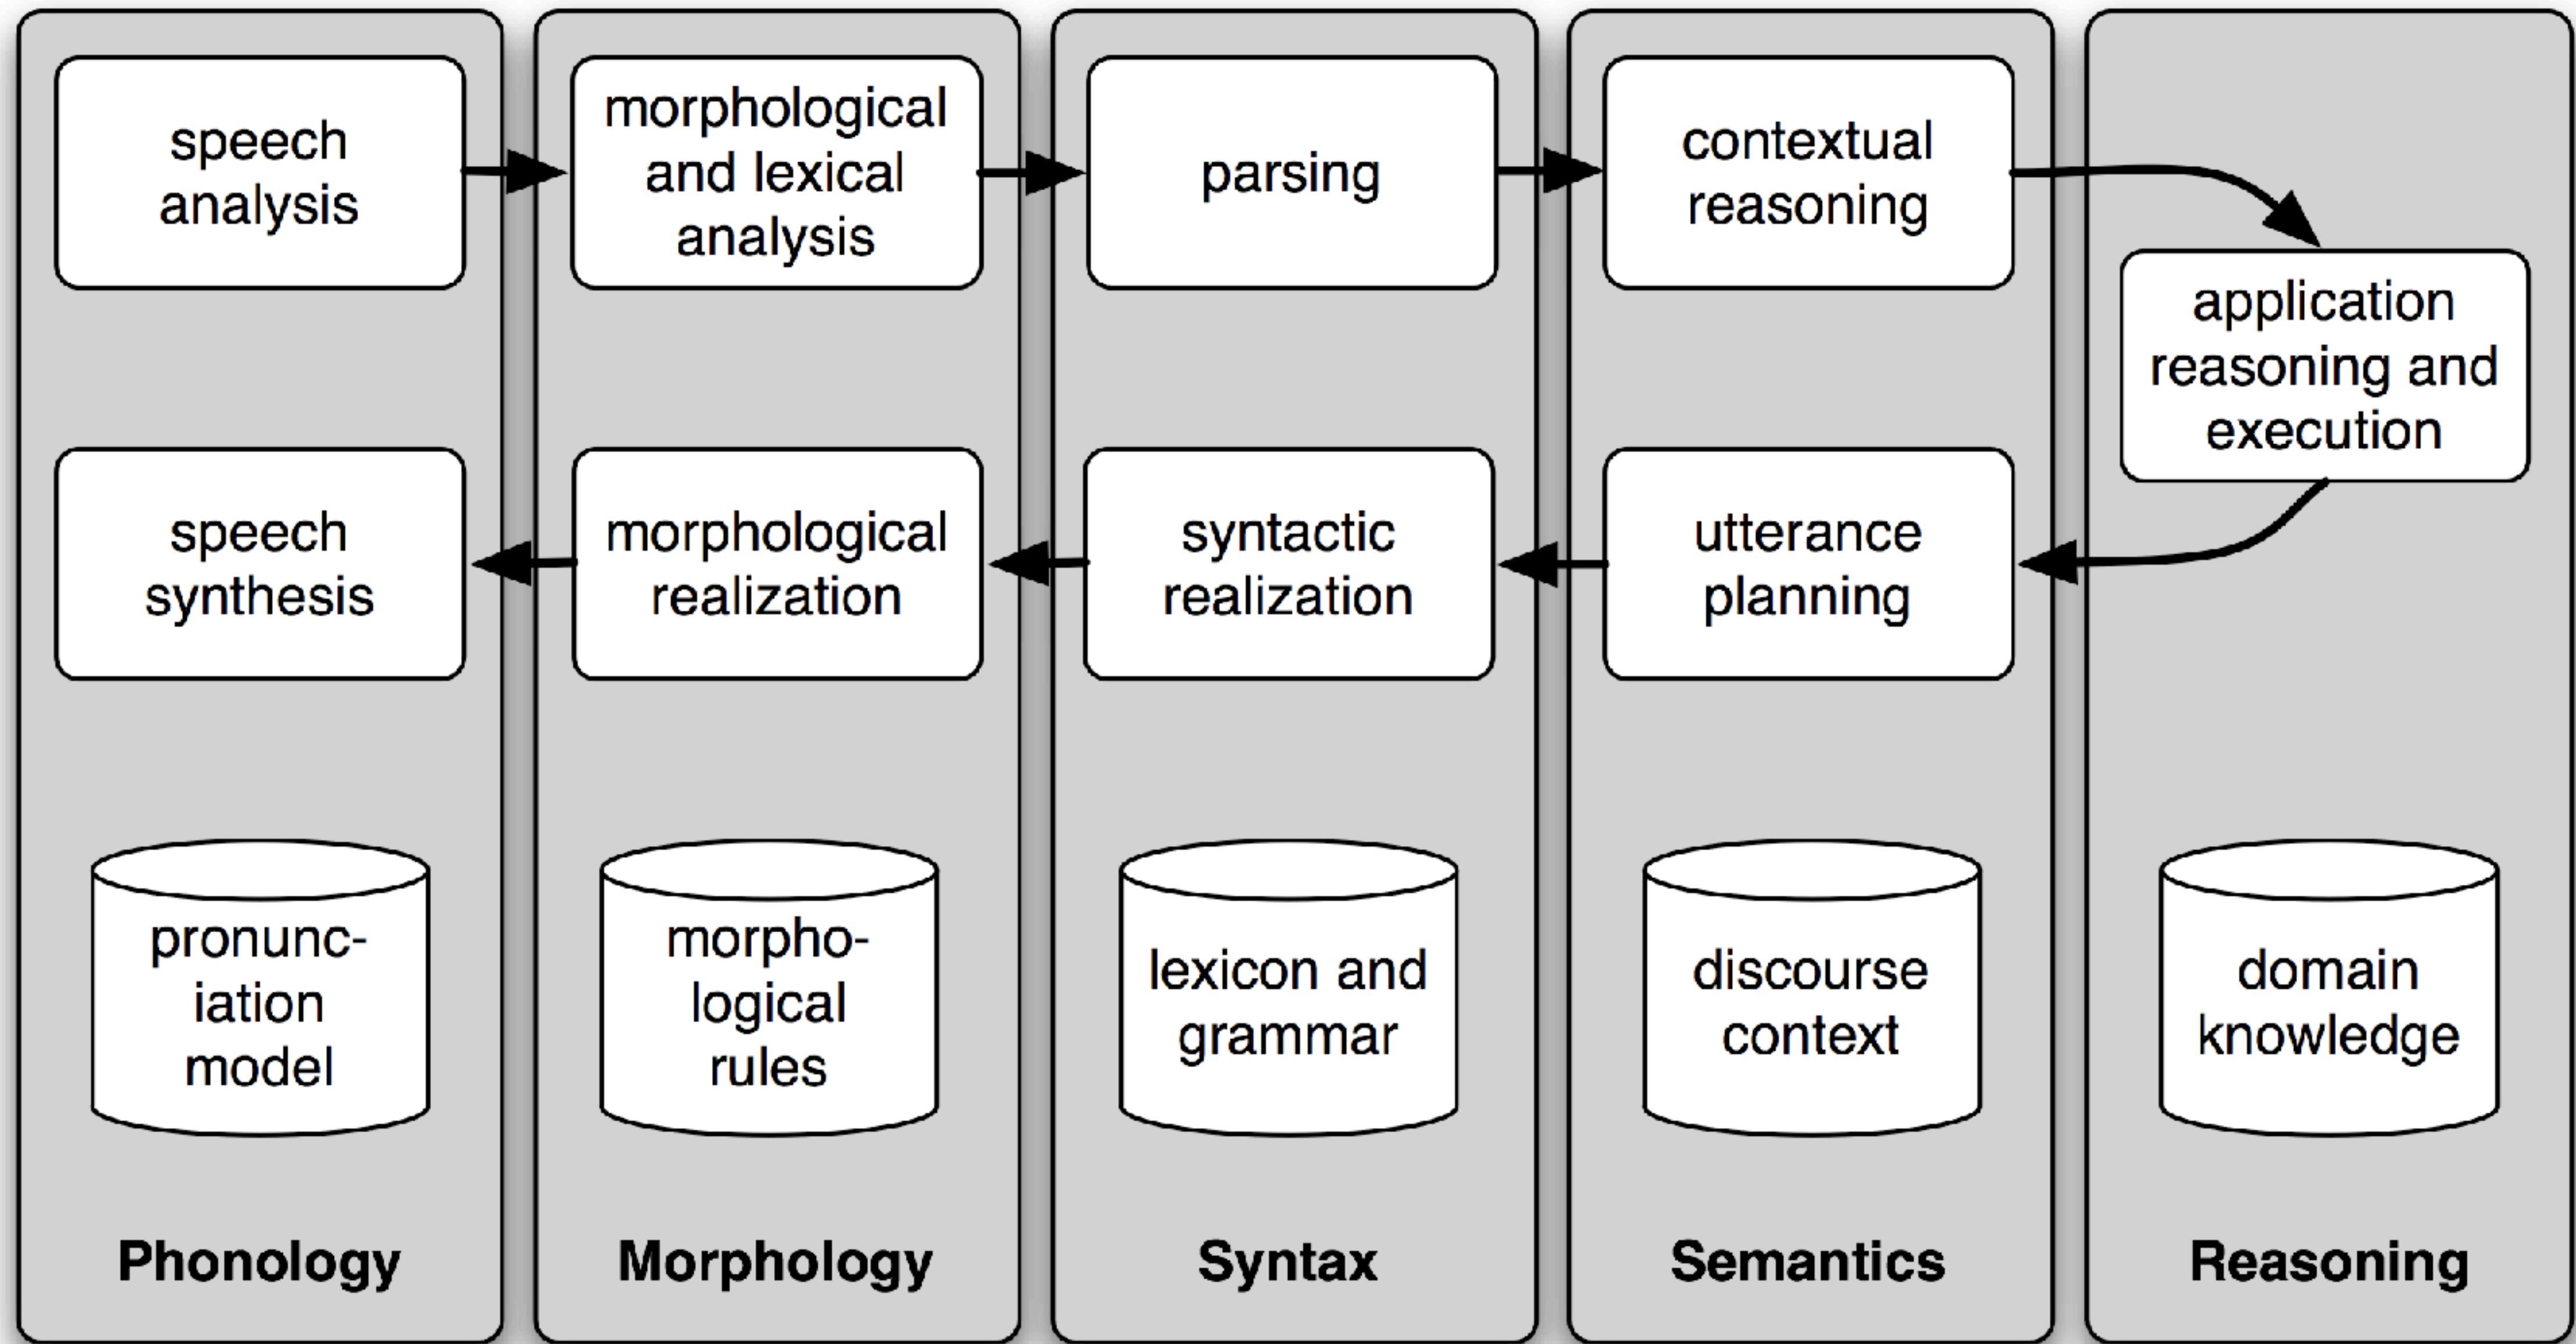 speech
analysis
morphological
and lexical
analysis
parsing
contextual
reasoning
application
reasoning and
execution
speech
synthesis
morphological
realization
syntactic
realization
utterance
planning
pronunc-
iation
model
morpho-
logical
rules
lexicon and
grammar
discourse
context
domain
knowledge
Phonology
Morphology
Syntax
Semantics
Reasoning